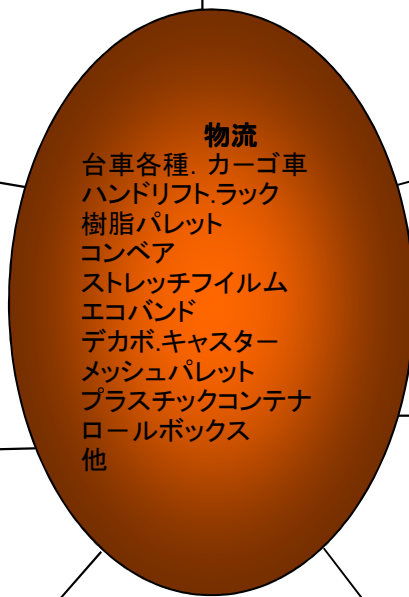 物流
台車各種. カーゴ車
ハンドリフト.ラック
樹脂パレット
コンベア
ストレッチフイルム
エコバンド
デカボ.キャスター
メッシュパレット
プラスチックコンテナ
ロールボックス
他